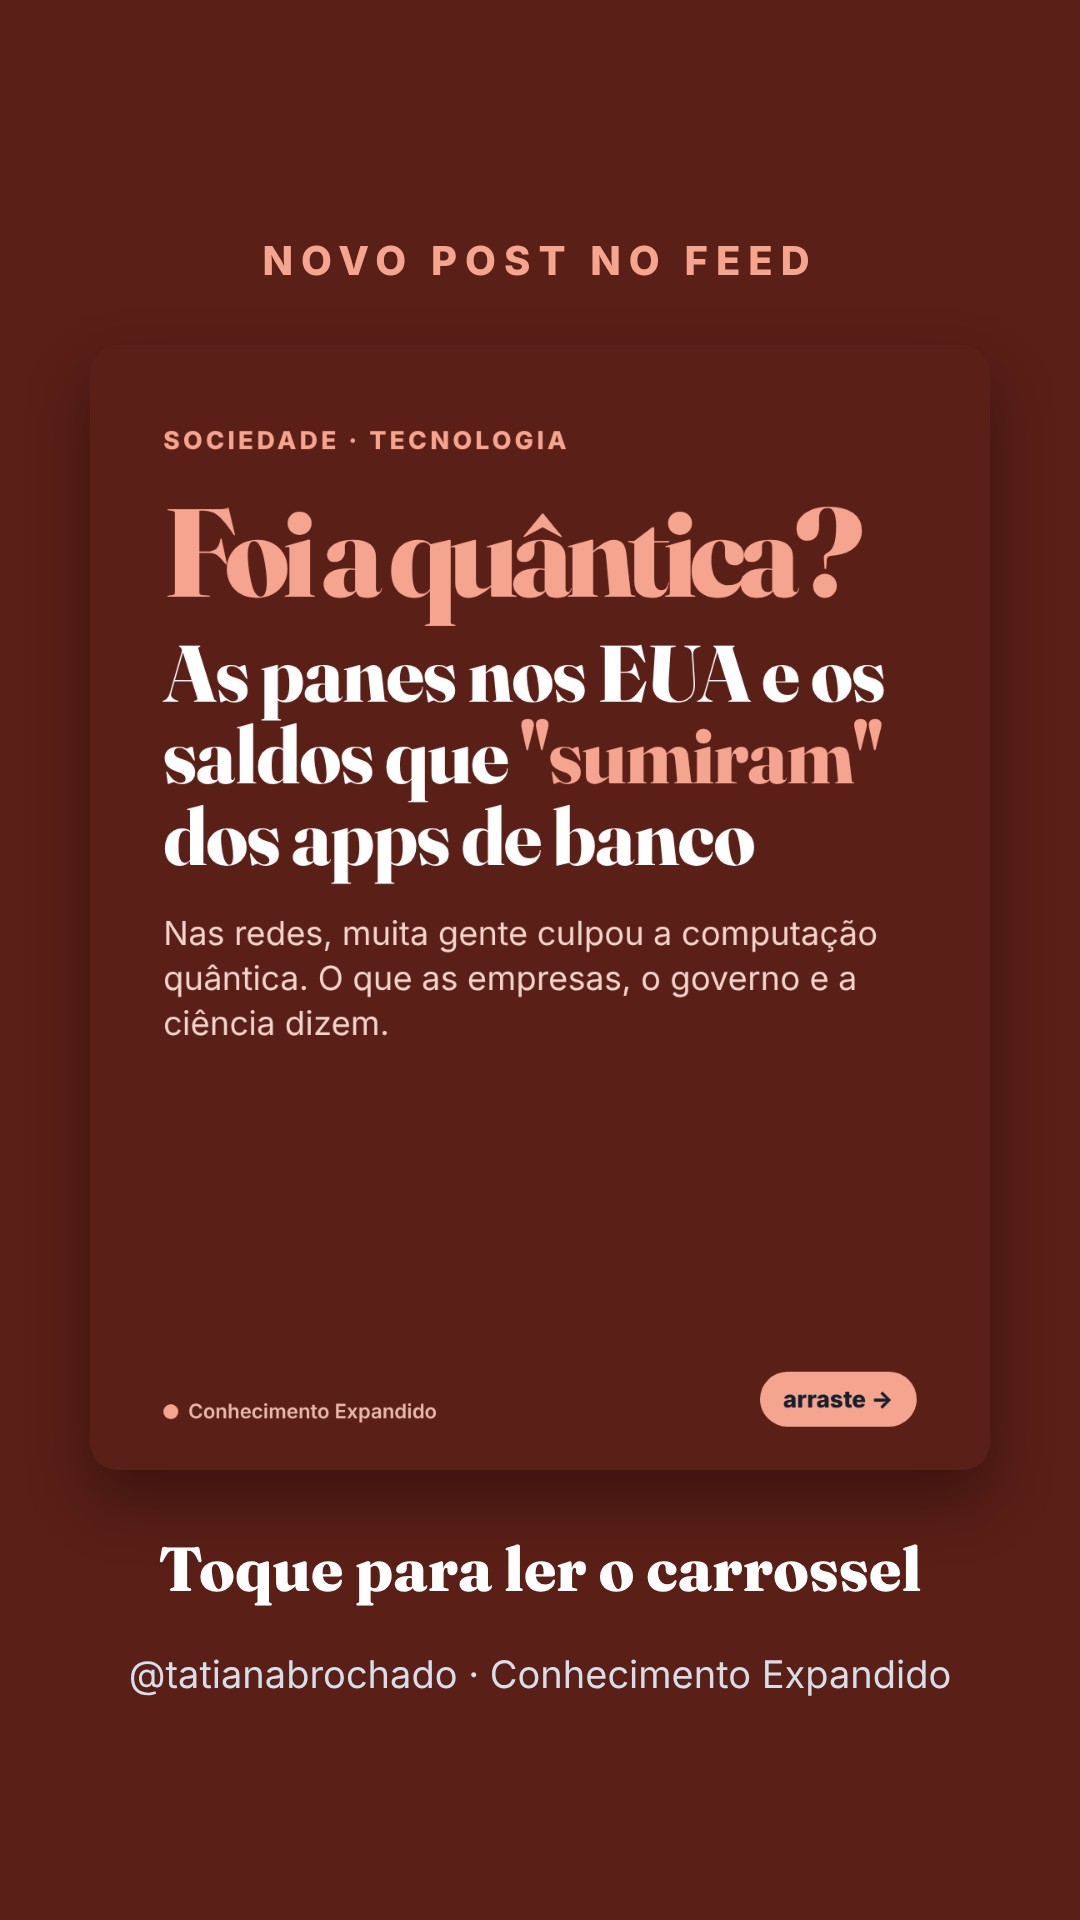 NOVO POST NO FEED
SOCIEDADE · TECNOLOGIA
Foi a quântica?
As panes nos EUA e os
saldos que "sumiram"
dos apps de banco
Nas redes, muita gente culpou a computação
quântica. O que as empresas, o governo e a
ciência dizem.
Conhecimento Expandido
arraste →
Toque para ler o carrossel
@tatianabrochado · Conhecimento Expandido